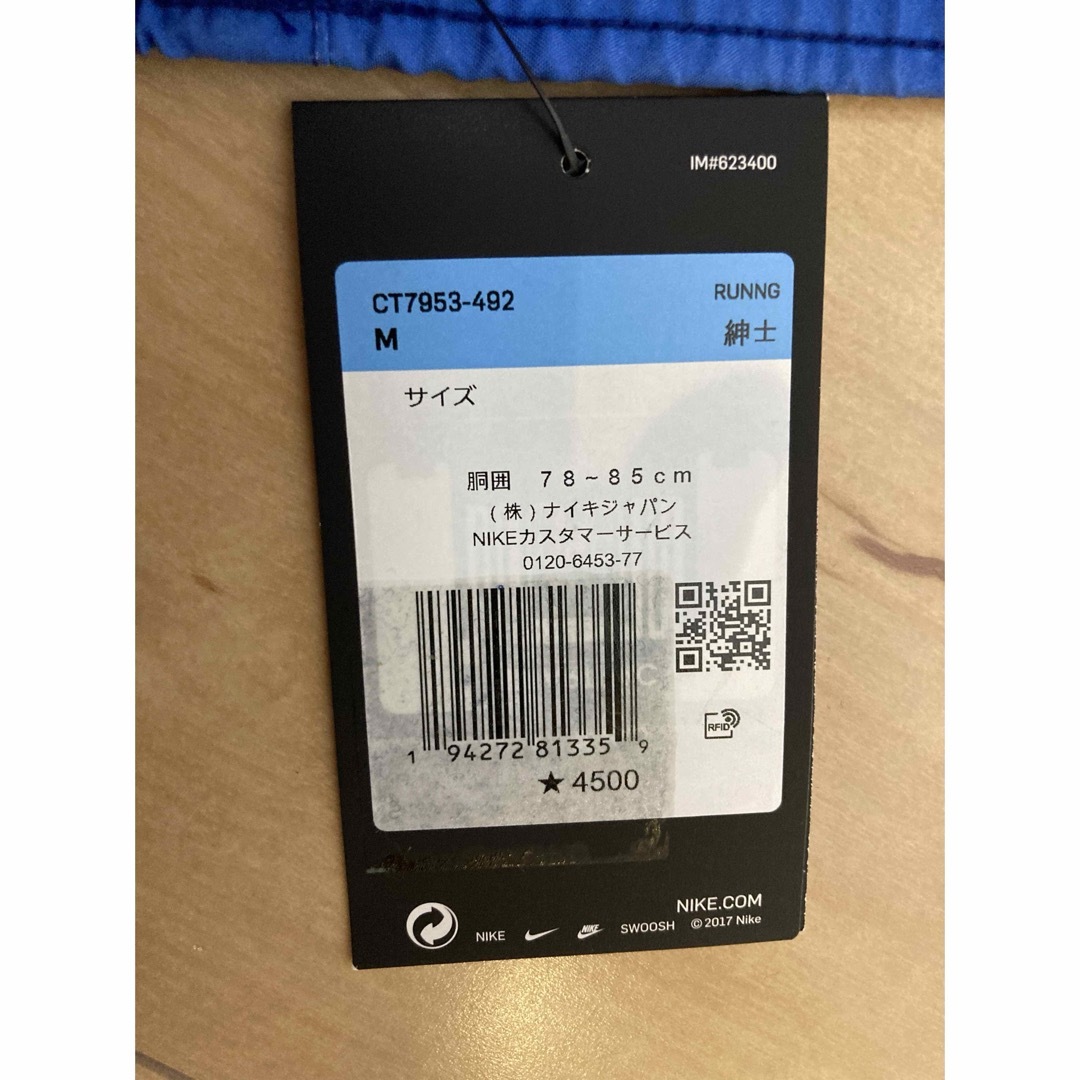 IM#623400
CT7953-492 RUNNG
M 紳士
サイズ
胴囲 78~85cm
(株)ナイキジャパン
NIKEカスタマーサービス
0120-6453-77
RFID
1 94272 81335 9
★4500
NIKE.COM
NIKE NIKE SWOOSH © 2017 Nike